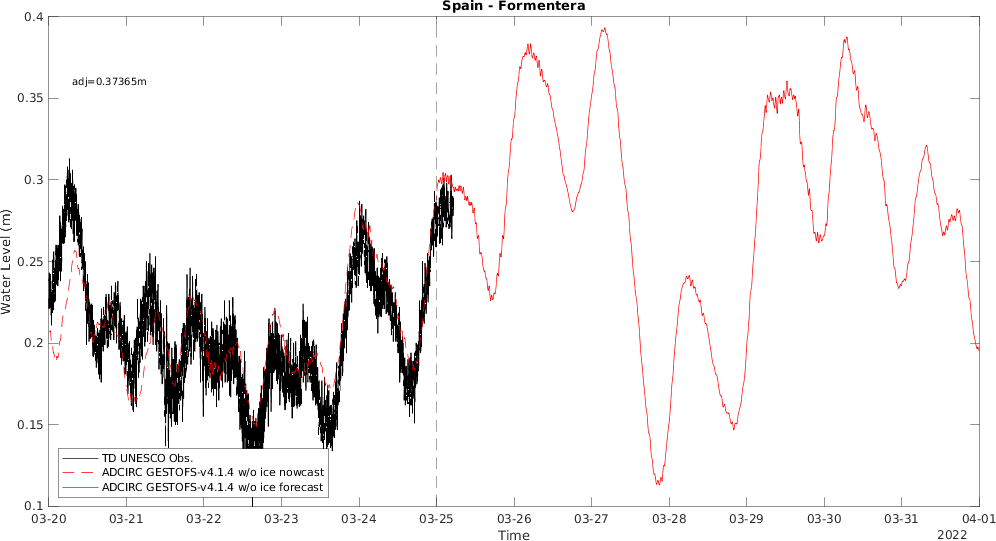 Spain - Formentera
adj=0.37365m
Water Level (m)
0.4
0.35
0.3
0.25
0.2
0.15
0.1
TD UNESCO Obs.
ADCIRC GESTOFS-v4.1.4 w/o ice nowcast
ADCIRC GESTOFS-v4.1.4 w/o ice forecast
03-20 03-21 03-22 03-23 03-24 03-25 03-26 03-27 03-28 03-29 03-30 03-31 04-01
Time
2022